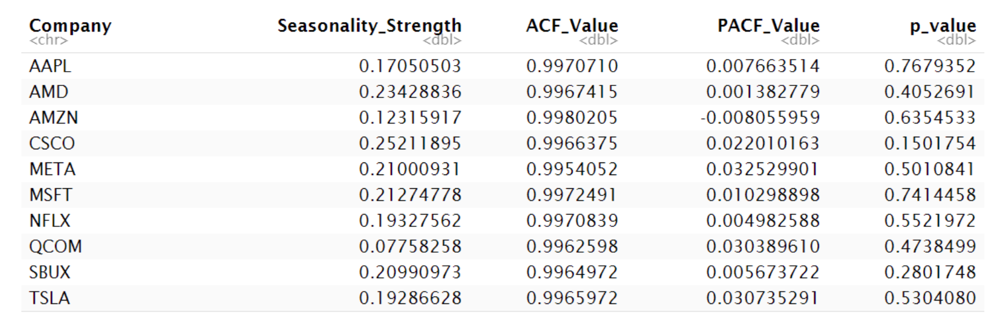 Company Seasonality_Strength ACF_Value PACF_Value p_value
<chr> <dbl> <dbl> <dbl> <dbl>
AAPL 0.17050503 0.9970710 0.007663514 0.7679352
AMD 0.23428836 0.9967415 0.001382779 0.4052691
AMZN 0.12315917 0.9980205 -0.008055959 0.6354533
CSCO 0.25211895 0.9966375 0.022010163 0.1501754
META 0.21000931 0.9954052 0.032529901 0.5010841
MSFT 0.21274778 0.9972491 0.010298898 0.7414458
NFLX 0.19327562 0.9970839 0.004982588 0.5521972
QCOM 0.07758258 0.9962598 0.030389610 0.4738499
SBUX 0.20990973 0.9964972 0.005673722 0.2801748
TSLA 0.19286628 0.9965972 0.030735291 0.5304080